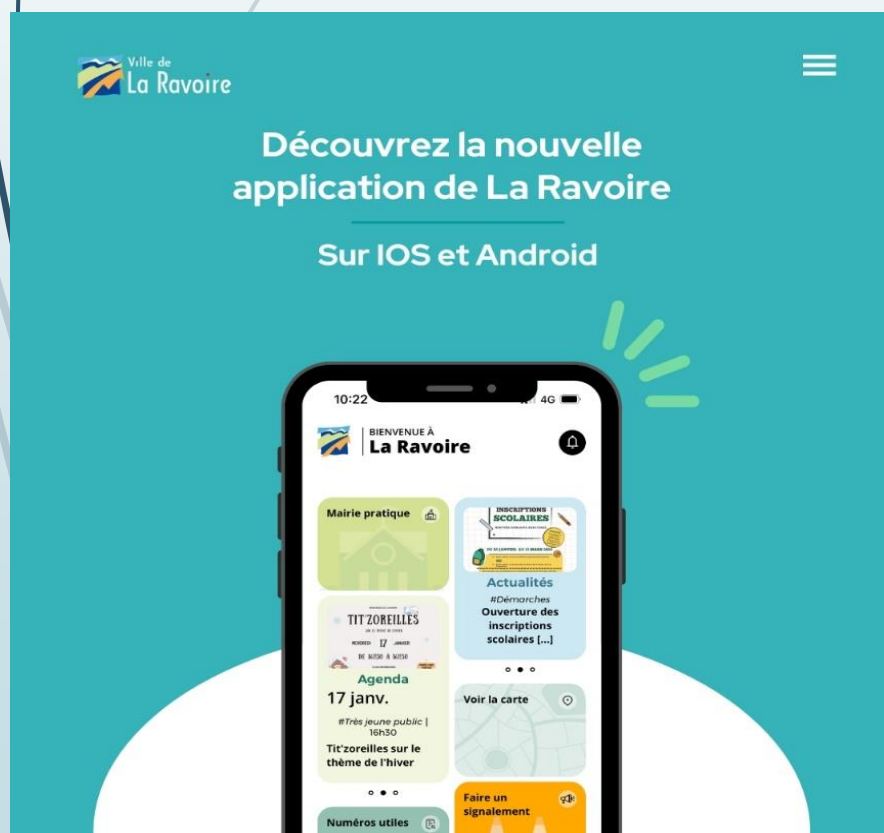 Ville de
La Ravoire
Découvrez la nouvelle
application de La Ravoire
Sur IOS et Android
10:22
4G
BIENVENUE À
La Ravoire
Mairie pratique
INSCRIPTIONS
SCOLAIRES
Actualités
#Démarches
Ouverture des
inscriptions
scolaires [...]
TIT'ZOREILLES
17
Agenda
17 janv.
#Très jeune public |
16h30
Tit'zoreilles sur le
thème de l'hiver
Voir la carte
Faire un
signalement
Numéros utiles